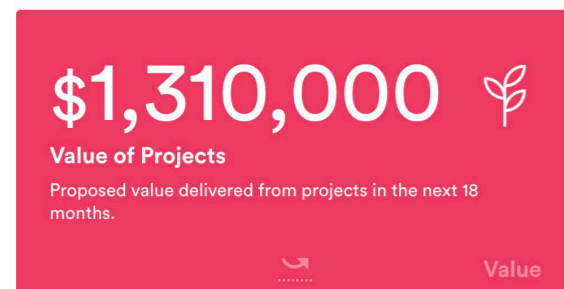 $1,310,000
Value of Projects
Proposed value delivered from projects in the next 18
months.
Value